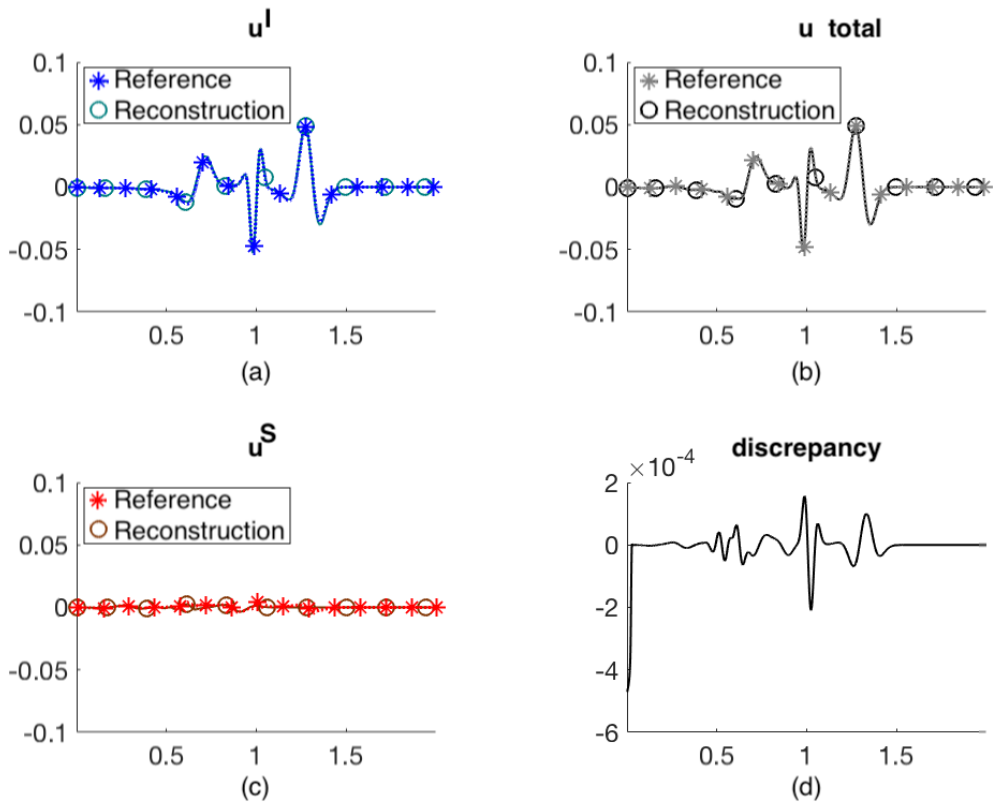 u^I
0.1
0.05
0
-0.05
-0.1
Reference
Reconstruction
0.5 1 1.5
(a)
u total
0.1
0.05
0
-0.05
-0.1
Reference
Reconstruction
0.5 1 1.5
(b)
u^S
0.1
0.05
0
-0.05
-0.1
Reference
Reconstruction
0.5 1 1.5
(c)
discrepancy
×10^-4
2
0
-2
-4
-6
0.5 1 1.5
(d)